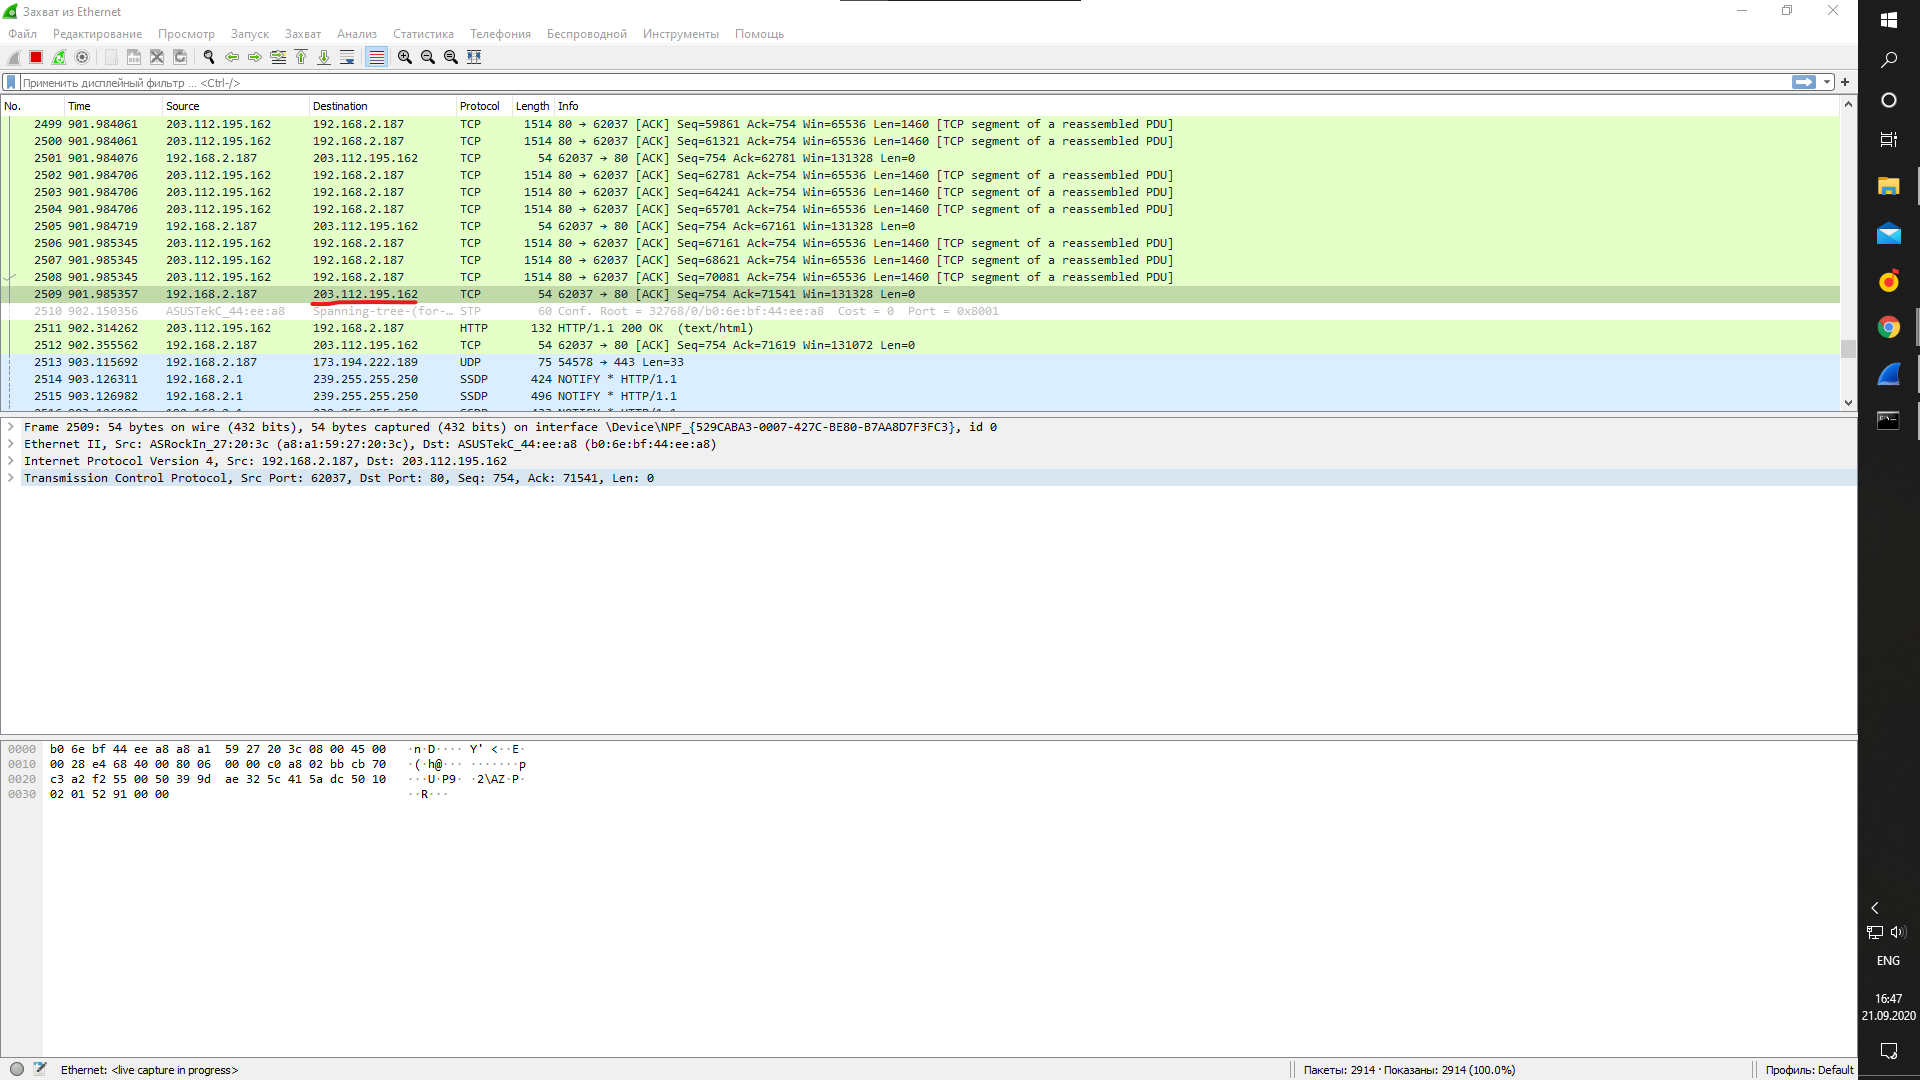 Захват из Ethernet
Файл Редактирование Просмотр Запуск Захват Анализ Статистика Телефония Беспроводной Инструменты Помощь
Применить дисплейный фильтр ... <Ctrl-/>
No. Time Source Destination Protocol Length Info
2499 901.984061 203.112.195.162 192.168.2.187 TCP 1514 80 → 62037 [ACK] Seq=59861 Ack=754 Win=65536 Len=1460 [TCP segment of a reassembled PDU]
2500 901.984061 203.112.195.162 192.168.2.187 TCP 1514 80 → 62037 [ACK] Seq=61321 Ack=754 Win=65536 Len=1460 [TCP segment of a reassembled PDU]
2501 901.984076 192.168.2.187 203.112.195.162 TCP 54 62037 → 80 [ACK] Seq=754 Ack=62781 Win=131328 Len=0
2502 901.984706 203.112.195.162 192.168.2.187 TCP 1514 80 → 62037 [ACK] Seq=62781 Ack=754 Win=65536 Len=1460 [TCP segment of a reassembled PDU]
2503 901.984706 203.112.195.162 192.168.2.187 TCP 1514 80 → 62037 [ACK] Seq=64241 Ack=754 Win=65536 Len=1460 [TCP segment of a reassembled PDU]
2504 901.984706 203.112.195.162 192.168.2.187 TCP 1514 80 → 62037 [ACK] Seq=65701 Ack=754 Win=65536 Len=1460 [TCP segment of a reassembled PDU]
2505 901.984719 192.168.2.187 203.112.195.162 TCP 54 62037 → 80 [ACK] Seq=754 Ack=67161 Win=131328 Len=0
2506 901.985345 203.112.195.162 192.168.2.187 TCP 1514 80 → 62037 [ACK] Seq=67161 Ack=754 Win=65536 Len=1460 [TCP segment of a reassembled PDU]
2507 901.985345 203.112.195.162 192.168.2.187 TCP 1514 80 → 62037 [ACK] Seq=68621 Ack=754 Win=65536 Len=1460 [TCP segment of a reassembled PDU]
2508 901.985345 203.112.195.162 192.168.2.187 TCP 1514 80 → 62037 [ACK] Seq=70081 Ack=754 Win=65536 Len=1460 [TCP segment of a reassembled PDU]
2509 901.985357 192.168.2.187 203.112.195.162 TCP 54 62037 → 80 [ACK] Seq=754 Ack=71541 Win=131328 Len=0
2510 902.150356 ASUSTekC_44:ee:a8 Spanning-tree-(for-… STP 60 Conf. Root = 32768/0/b0:6e:bf:44:ee:a8 Cost = 0 Port = 0x8001
2511 902.314262 203.112.195.162 192.168.2.187 HTTP 132 HTTP/1.1 200 OK (text/html)
2512 902.355562 192.168.2.187 203.112.195.162 TCP 54 62037 → 80 [ACK] Seq=754 Ack=71619 Win=131072 Len=0
2513 903.115692 192.168.2.187 173.194.222.189 UDP 75 54578 → 443 Len=33
2514 903.126311 192.168.2.1 239.255.255.250 SSDP 424 NOTIFY * HTTP/1.1
2515 903.126982 192.168.2.1 239.255.255.250 SSDP 496 NOTIFY * HTTP/1.1
Frame 2509: 54 bytes on wire (432 bits), 54 bytes captured (432 bits) on interface \Device\NPF_{529CABA3-0007-427C-BE80-B7AA8D7F3FC3}, id 0
Ethernet II, Src: ASRockIn_27:20:3c (a8:a1:59:27:20:3c), Dst: ASUSTekC_44:ee:a8 (b0:6e:bf:44:ee:a8)
Internet Protocol Version 4, Src: 192.168.2.187, Dst: 203.112.195.162
Transmission Control Protocol, Src Port: 62037, Dst Port: 80, Seq: 754, Ack: 71541, Len: 0
0000 b0 6e bf 44 ee a8 a8 a1 59 27 20 3c 08 00 45 00 ·n·D···· Y' <··E·
0010 00 28 e4 68 40 00 80 06 00 00 c0 a8 02 bb cb 70 ·(·h@··· ·······p
0020 c3 a2 f2 55 00 50 39 9d ae 32 5c 41 5a dc 50 10 ···U·P9· ·2\AZ·P·
0030 02 01 52 91 00 00 ··R···
Ethernet: <live capture in progress>
Пакеты: 2914 · Показаны: 2914 (100.0%)
Профиль: Default
ENG
16:47
21.09.2020